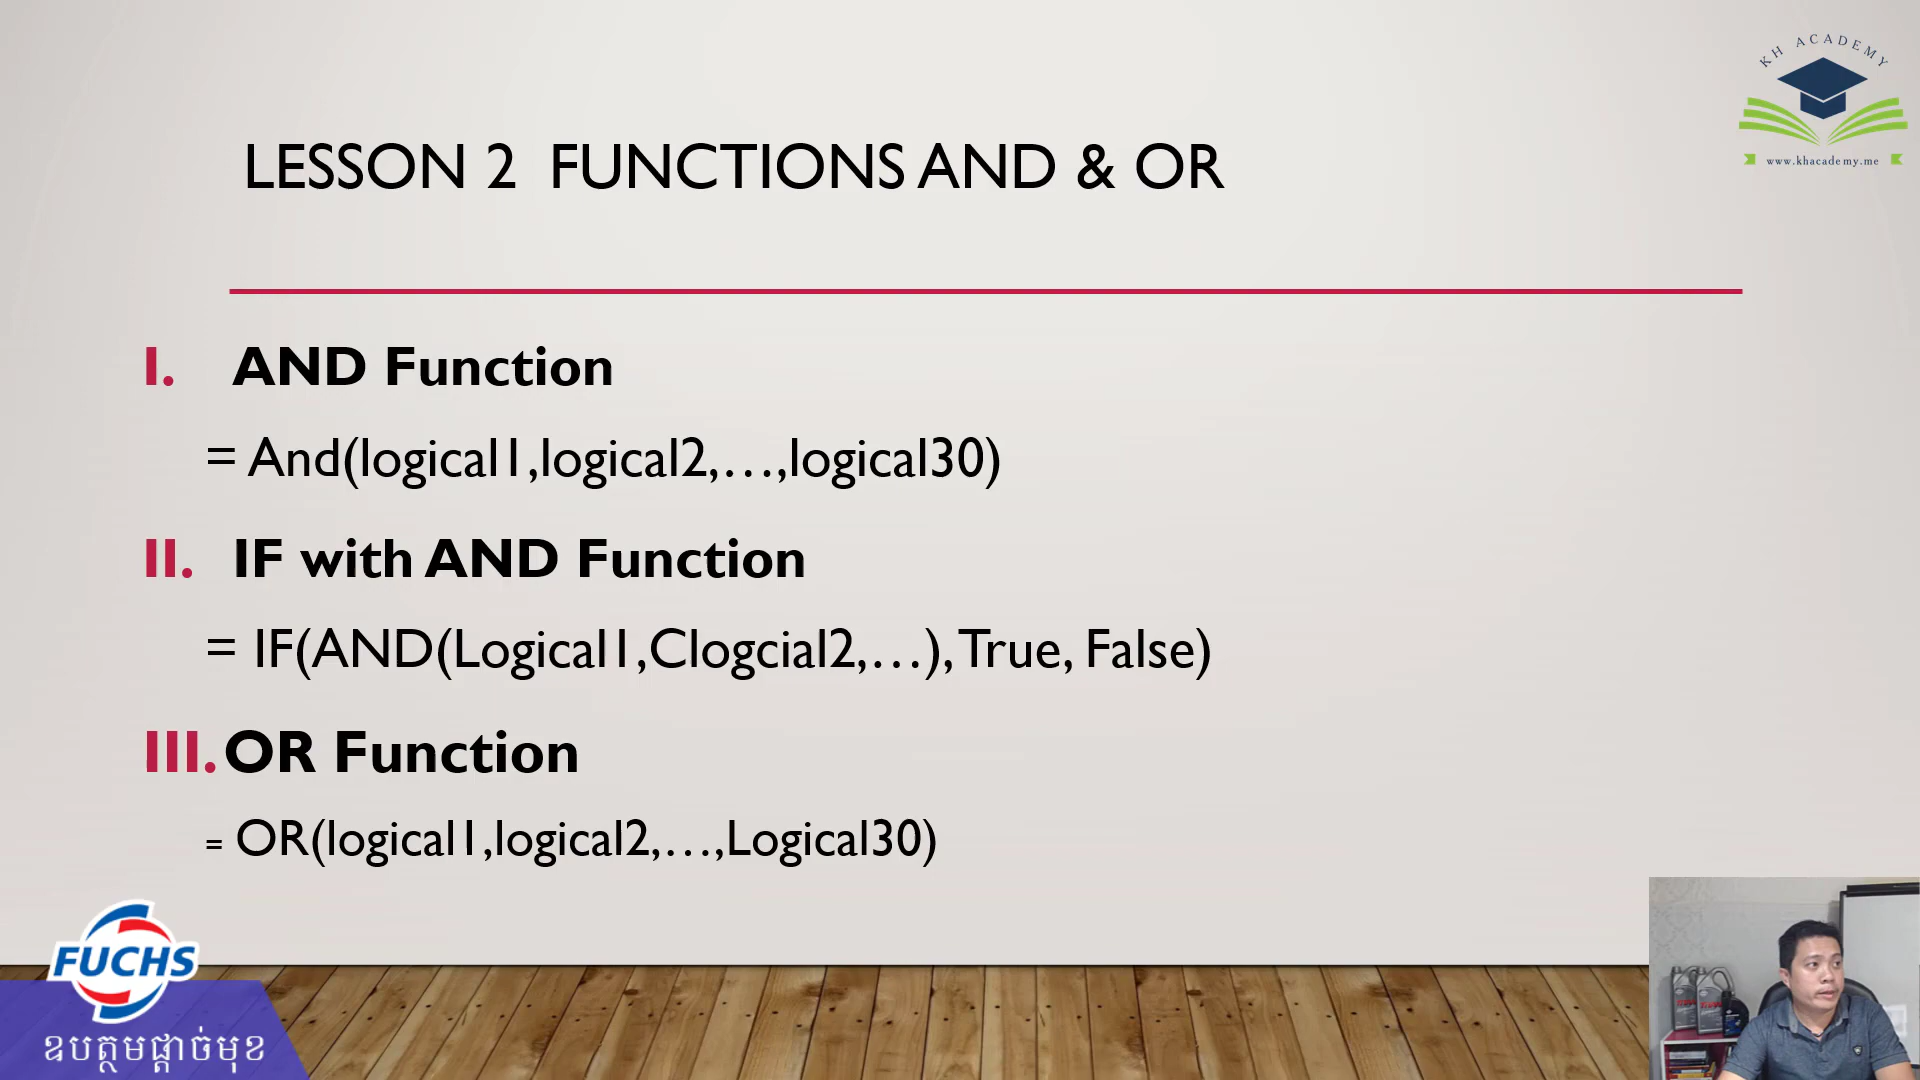 KH ACADEMY
www.khacademy.me
LESSON 2 FUNCTIONS AND & OR
I. AND Function
= And(logical1,logical2,…,logical30)
II. IF with AND Function
= IF(AND(Logical1,Clogcial2,…),True, False)
III. OR Function
= OR(logical1,logical2,…,Logical30)
FUCHS
ឧបត្ថមផ្តាច់មុខ